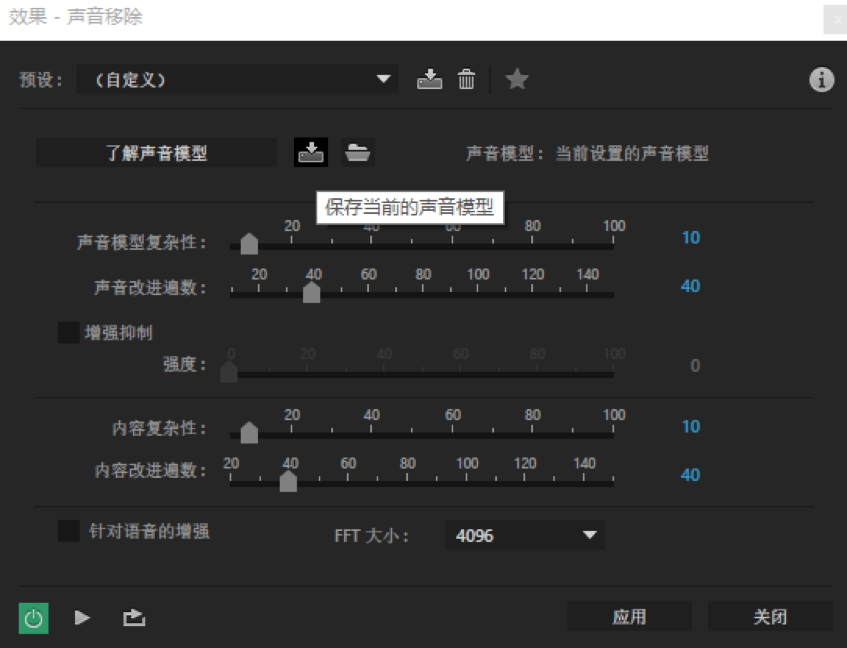 效果 - 声音移除
x
预设： （自定义）
了解声音模型 声音模型：当前设置的声音模型
保存当前的声音模型
20 40 60 80 100
声音模型复杂性： 10
20 40 60 80 100 120 140
声音改进遍数： 40
增强抑制
0 20 40 60 80 100
强度： 0
20 40 60 80 100
内容复杂性： 10
20 40 60 80 100 120 140
内容改进遍数： 40
针对语音的增强 FFT 大小： 4096
应用 关闭